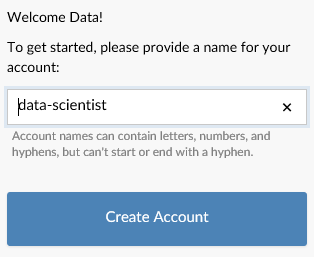 Welcome Data!
To get started, please provide a name for your
account:
data-scientist ×
Account names can contain letters, numbers, and
hyphens, but can't start or end with a hyphen.
Create Account